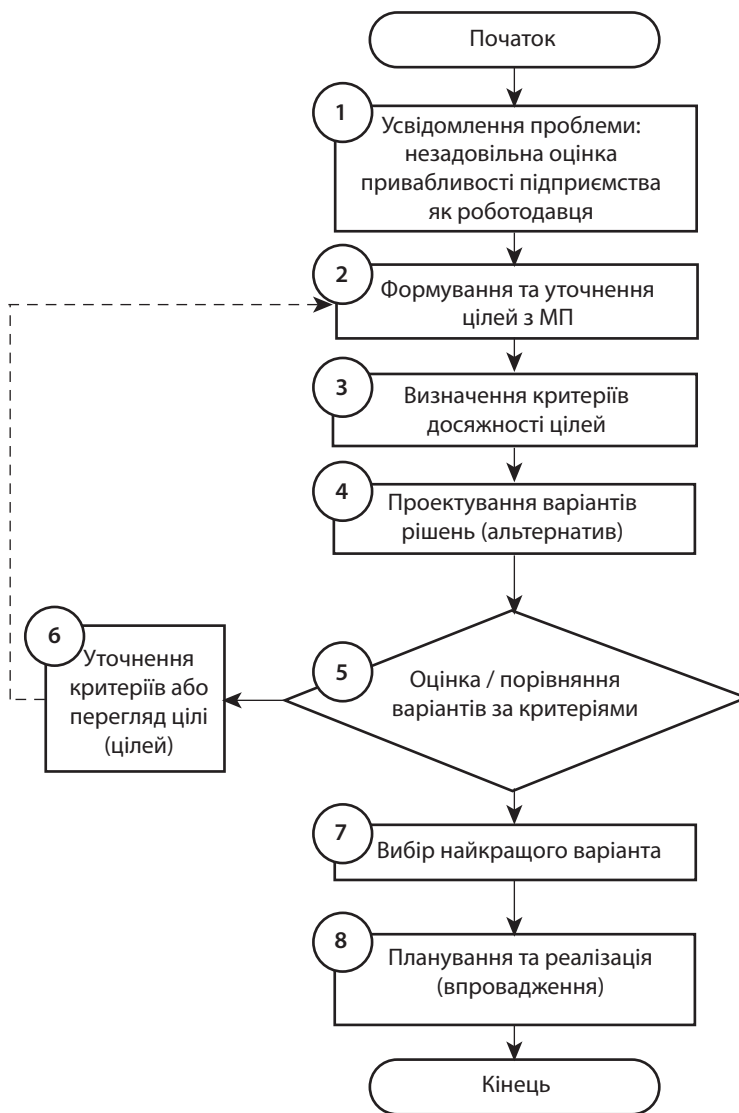 Початок
1
Усвідомлення проблеми:
незадовільна оцінка
привабливості підприємства
як роботодавця
2
Формування та уточнення
цілей з МП
3
Визначення критеріїв
досяжності цілей
4
Проектування варіантів
рішень (альтернатив)
5
Оцінка / порівняння
варіантів за критеріями
6
Уточнення
критеріїв або
перегляд цілі
(цілей)
7
Вибір найкращого варіанта
8
Планування та реалізація
(впровадження)
Кінець